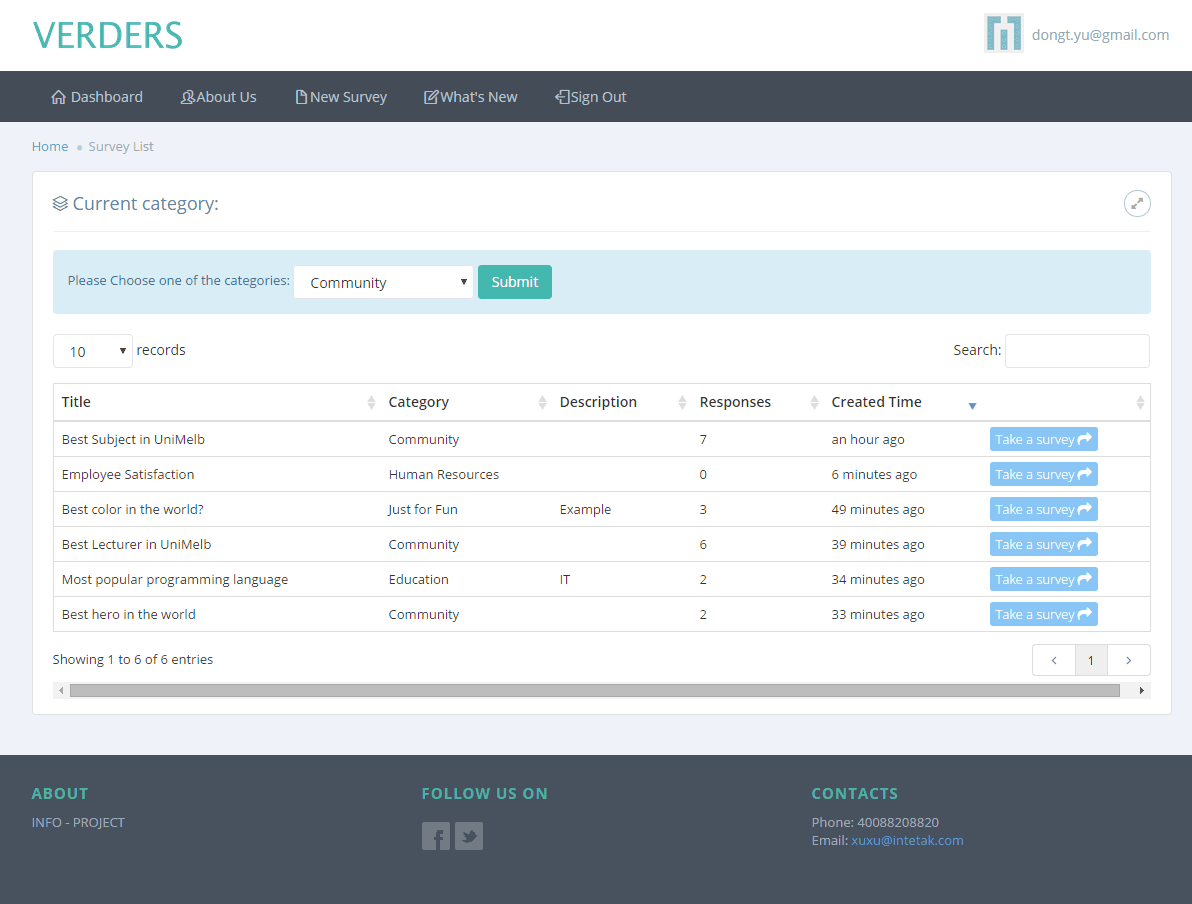 VERDERS
dongt.yu@gmail.com
Dashboard About Us New Survey What's New Sign Out
Home Survey List
Current category:
Please Choose one of the categories: Community Submit
10 records Search:
Title Category Description Responses Created Time
Best Subject in UniMelb Community 7 an hour ago Take a survey
Employee Satisfaction Human Resources 0 6 minutes ago Take a survey
Best color in the world? Just for Fun Example 3 49 minutes ago Take a survey
Best Lecturer in UniMelb Community 6 39 minutes ago Take a survey
Most popular programming language Education IT 2 34 minutes ago Take a survey
Best hero in the world Community 2 33 minutes ago Take a survey
Showing 1 to 6 of 6 entries 1
ABOUT FOLLOW US ON CONTACTS
INFO - PROJECT Phone: 40088208820
Email: xuxu@intetak.com